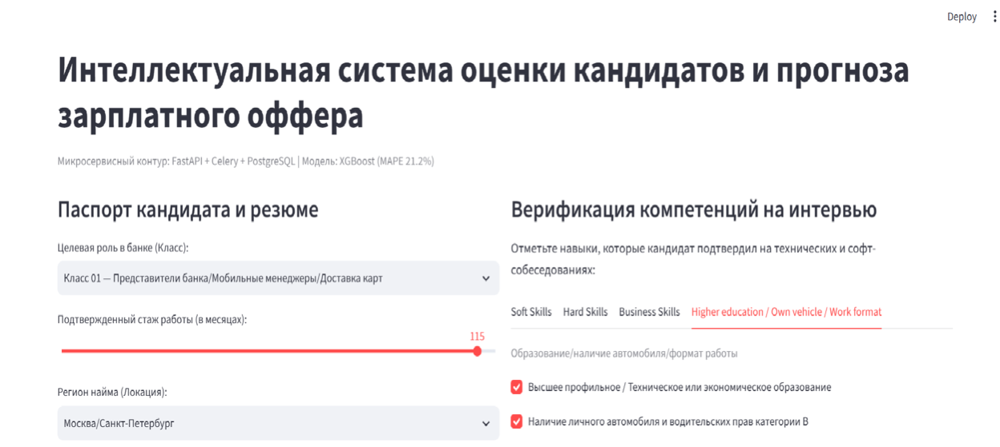 Deploy
Интеллектуальная система оценки кандидатов и прогноза
зарплатного оффера
Микросервисный контур: FastAPI + Celery + PostgreSQL | Модель: XGBoost (MAPE 21.2%)
Паспорт кандидата и резюме
Целевая роль в банке (Класс):
Класс 01 — Представители банка/Мобильные менеджеры/Доставка карт
Подтвержденный стаж работы (в месяцах):
115
Регион найма (Локация):
Москва/Санкт-Петербург
Верификация компетенций на интервью
Отметьте навыки, которые кандидат подтвердил на технических и софт-
собеседованиях:
Soft Skills Hard Skills Business Skills Higher education / Own vehicle / Work format
Образование/наличие автомобиля/формат работы
Высшее профильное / Техническое или экономическое образование
Наличие личного автомобиля и водительских прав категории B